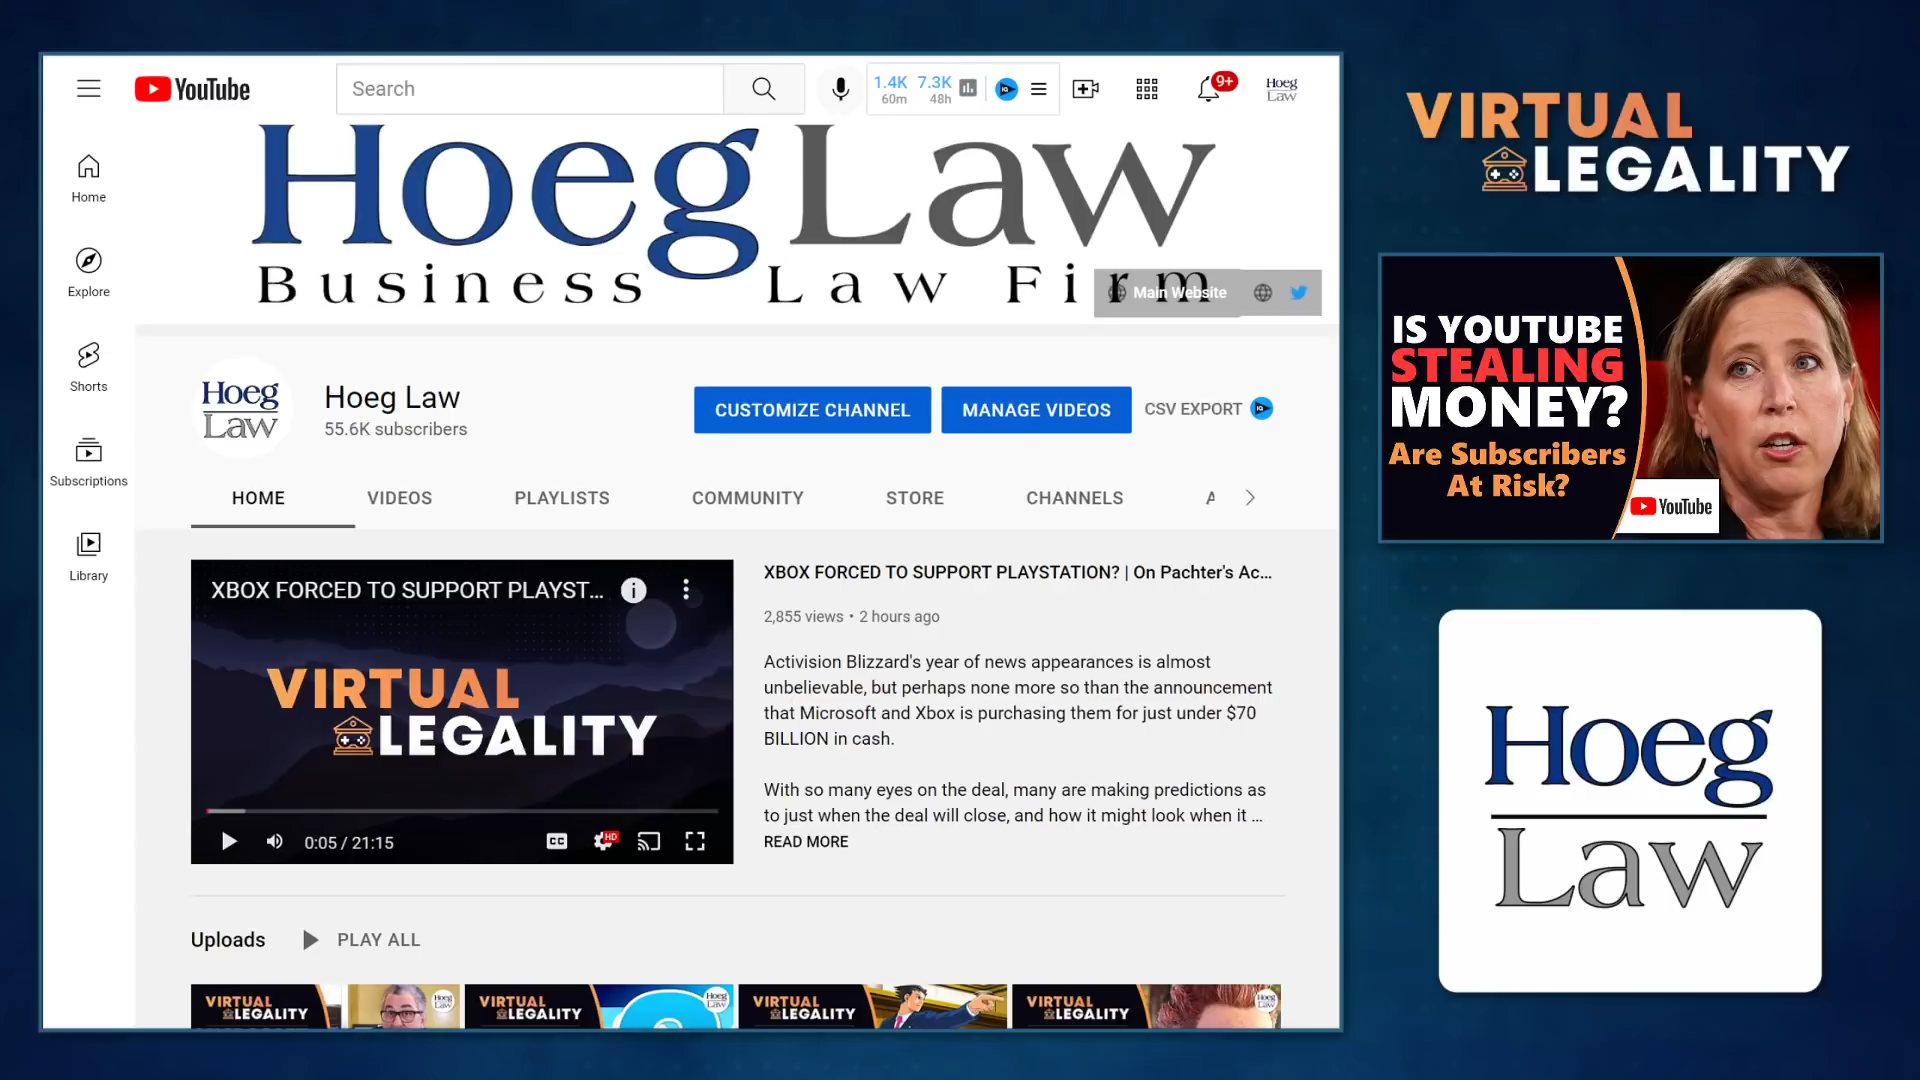 YouTube
Search
1.4K 7.3K
60m 48h
9+
Hoeg
Law
Home
Explore
Shorts
Subscriptions
Library
HoegLaw
Business Law Firm
Main Website
Hoeg
Law
Hoeg Law
55.6K subscribers
CUSTOMIZE CHANNEL
MANAGE VIDEOS
CSV EXPORT
HOME
VIDEOS
PLAYLISTS
COMMUNITY
STORE
CHANNELS
A
XBOX FORCED TO SUPPORT PLAYST...
VIRTUAL
LEGALITY
0:05 / 21:15
CC
HD
XBOX FORCED TO SUPPORT PLAYSTATION? | On Pachter's Ac...
2,855 views • 2 hours ago
Activision Blizzard's year of news appearances is almost
unbelievable, but perhaps none more so than the announcement
that Microsoft and Xbox is purchasing them for just under $70
BILLION in cash.
With so many eyes on the deal, many are making predictions as
to just when the deal will close, and how it might look when it ...
READ MORE
Uploads
PLAY ALL
VIRTUAL
LEGALITY
Hoeg
Law
VIRTUAL
LEGALITY
Hoeg
Law
VIRTUAL
LEGALITY
VIRTUAL
LEGALITY
Hoeg
Law
VIRTUAL
LEGALITY
IS YOUTUBE
STEALING
MONEY?
Are Subscribers
At Risk?
YouTube
Hoeg
Law